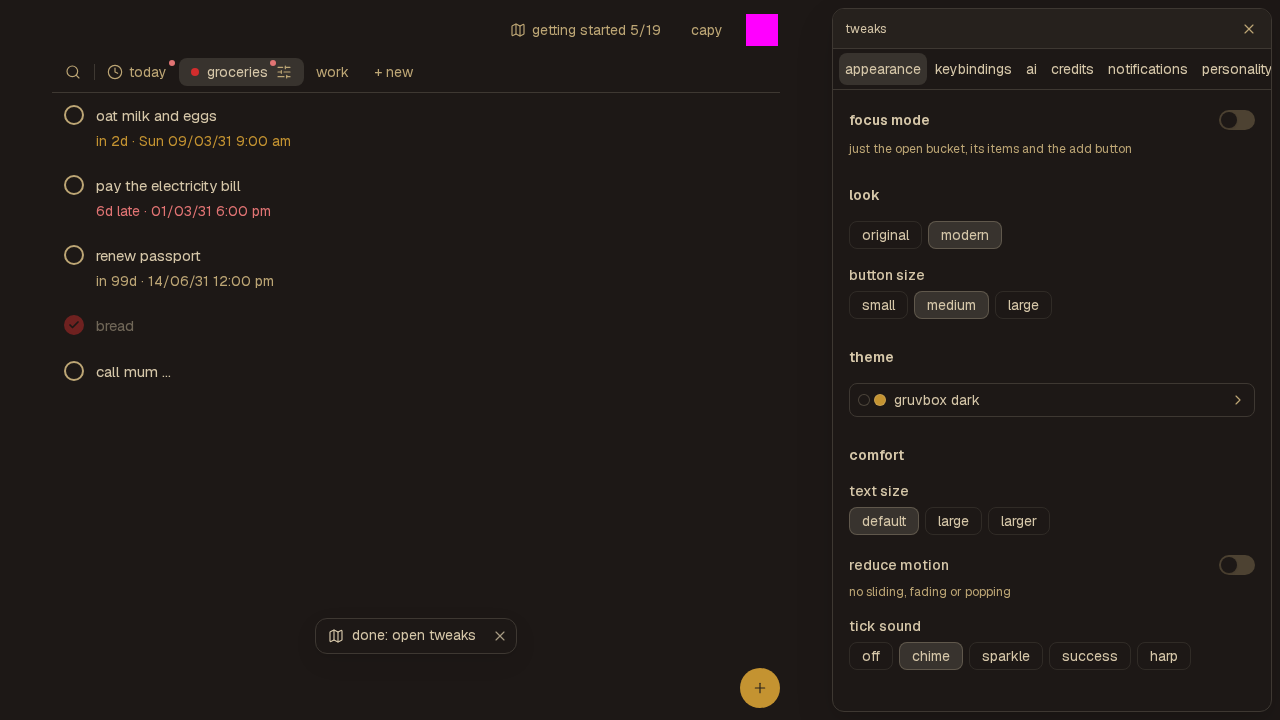 getting started 5/19 capy
today groceries work + new
oat milk and eggs
in 2d · Sun 09/03/31 9:00 am
pay the electricity bill
6d late · 01/03/31 6:00 pm
renew passport
in 99d · 14/06/31 12:00 pm
bread
call mum ...
done: open tweaks
tweaks
appearance keybindings ai credits notifications personality
focus mode
just the open bucket, its items and the add button
look
original modern
button size
small medium large
theme
gruvbox dark
comfort
text size
default large larger
reduce motion
no sliding, fading or popping
tick sound
off chime sparkle success harp